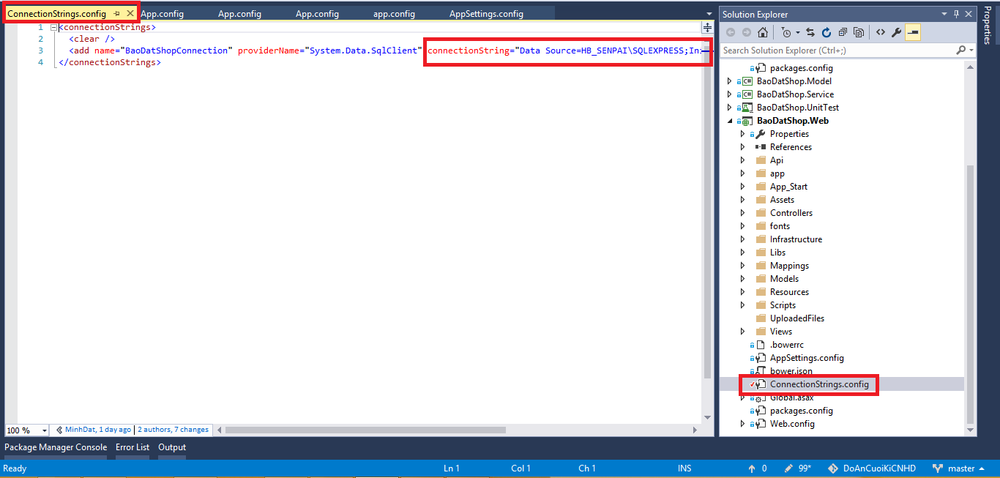 ConnectionStrings.config App.config App.config App.config app.config AppSettings.config
1 <connectionStrings>
2 <clear />
3 <add name="BaoDatShopConnection" providerName="System.Data.SqlClient" connectionString="Data Source=HB_SENPAI\SQLEXPRESS;Ini
4 </connectionStrings>
100 % MinhDat, 1 day ago | 2 authors, 7 changes
Solution Explorer
Search Solution Explorer (Ctrl+;)
packages.config
C# BaoDatShop.Model
C# BaoDatShop.Service
BaoDatShop.UnitTest
BaoDatShop.Web
Properties
References
Api
app
App_Start
Assets
Controllers
fonts
Infrastructure
Libs
Mappings
Models
Resources
Scripts
UploadedFiles
Views
.bowerrc
AppSettings.config
bower.json
ConnectionStrings.config
Global.asax
packages.config
Web.config
Properties
Package Manager Console Error List Output
Ready Ln 1 Col 1 Ch 1 INS 0 99* DoAnCuoiKiCNHD master